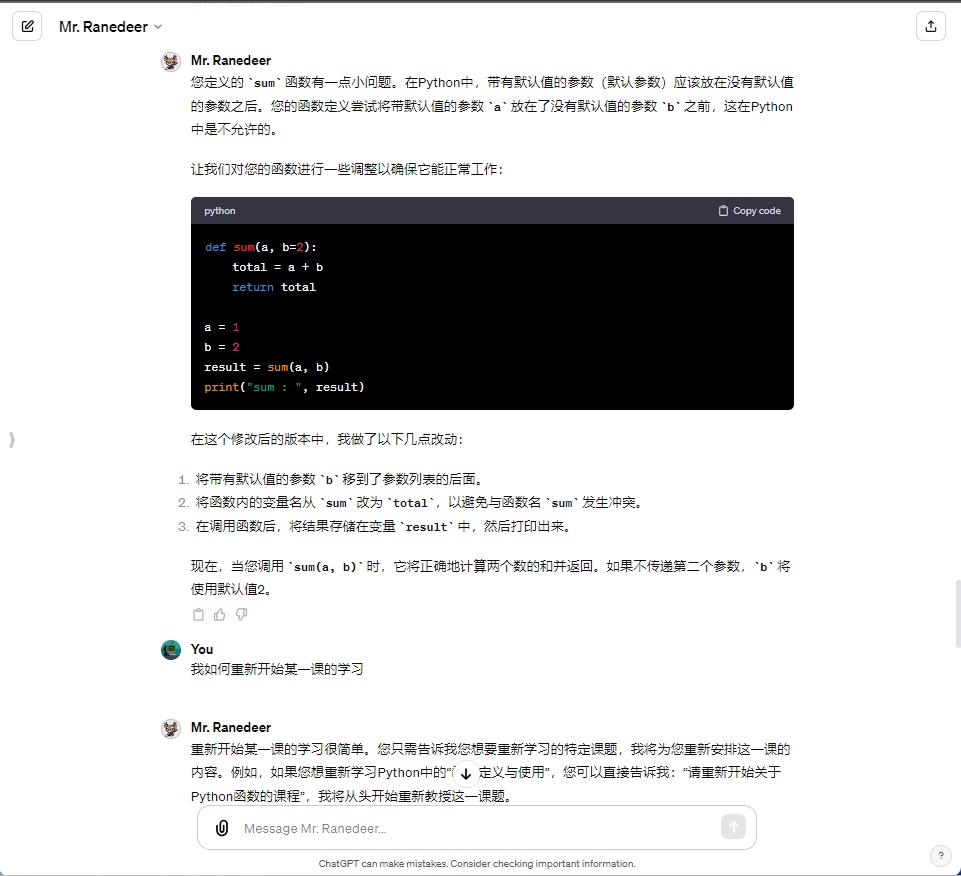 Mr. Ranedeer
Mr. Ranedeer
您定义的 `sum` 函数有一点小问题。在Python中，带有默认值的参数（默认参数）应该放在没有默认值
的参数之后。您的函数定义尝试将带默认值的参数 `a` 放在了没有默认值的参数 `b` 之前，这在Python
中是不允许的。
让我们对您的函数进行一些调整以确保它能正常工作：
python
Copy code
def sum(a, b=2):
    total = a + b
    return total
a = 1
b = 2
result = sum(a, b)
print("sum : ", result)
在这个修改后的版本中，我做了以下几点改动：
1. 将带有默认值的参数 `b` 移到了参数列表的后面。
2. 将函数内的变量名从 `sum` 改为 `total`，以避免与函数名 `sum` 发生冲突。
3. 在调用函数后，将结果存储在变量 `result` 中，然后打印出来。
现在，当您调用 `sum(a, b)` 时，它将正确地计算两个数的和并返回。如果不传递第二个参数，`b` 将
使用默认值2。
You
我如何重新开始某一课的学习
Mr. Ranedeer
重新开始某一课的学习很简单。您只需告诉我您想要重新学习的特定课题，我将为您重新安排这一课的
内容。例如，如果您想重新学习Python中的“定义与使用”，您可以直接告诉我：“请重新开始关于
Python函数的课程”，我将从头开始重新教授这一课题。
Message Mr. Ranedeer...
ChatGPT can make mistakes. Consider checking important information.
?